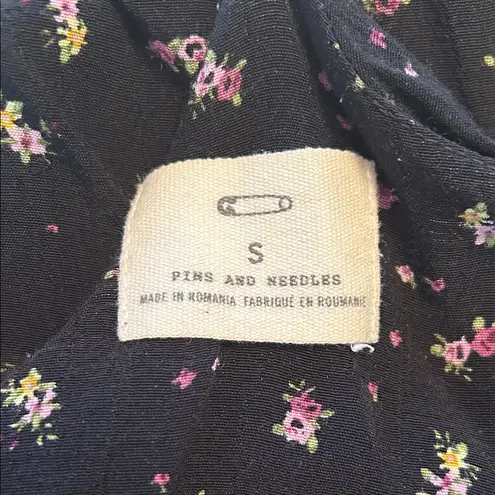 S
PINS AND NEEDLES
MADE IN ROMANIA FABRIQUÉ EN ROUMANIE